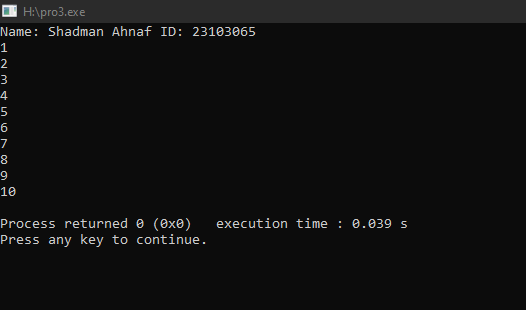 H:\pro3.exe
Name: Shadman Ahnaf ID: 23103065
1
2
3
4
5
6
7
8
9
10
Process returned 0 (0x0)   execution time : 0.039 s
Press any key to continue.